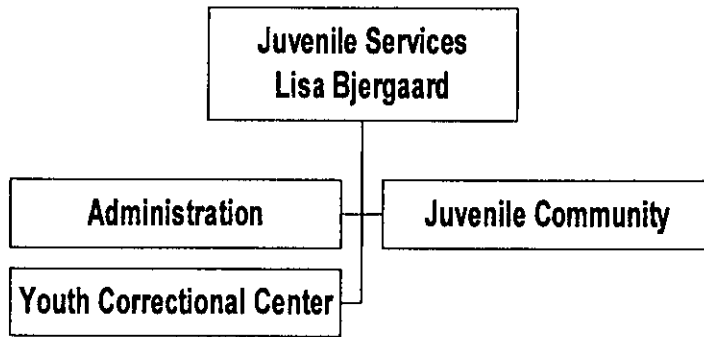 Juvenile Services
Lisa Bjergaard
Administration
Juvenile Community
Youth Correctional Center